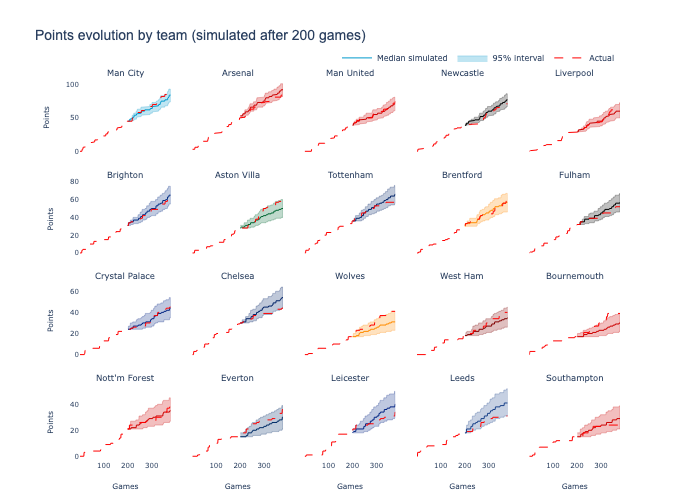 Points evolution by team (simulated after 200 games)
Median simulated 95% interval Actual
Man City Arsenal Man United Newcastle Liverpool
100
50
0
Points
Brighton Aston Villa Tottenham Brentford Fulham
80
60
40
20
0
Points
Crystal Palace Chelsea Wolves West Ham Bournemouth
60
40
20
0
Points
Nott'm Forest Everton Leicester Leeds Southampton
40
20
0
Points
100 200 300 100 200 300 100 200 300 100 200 300 100 200 300
Games Games Games Games Games